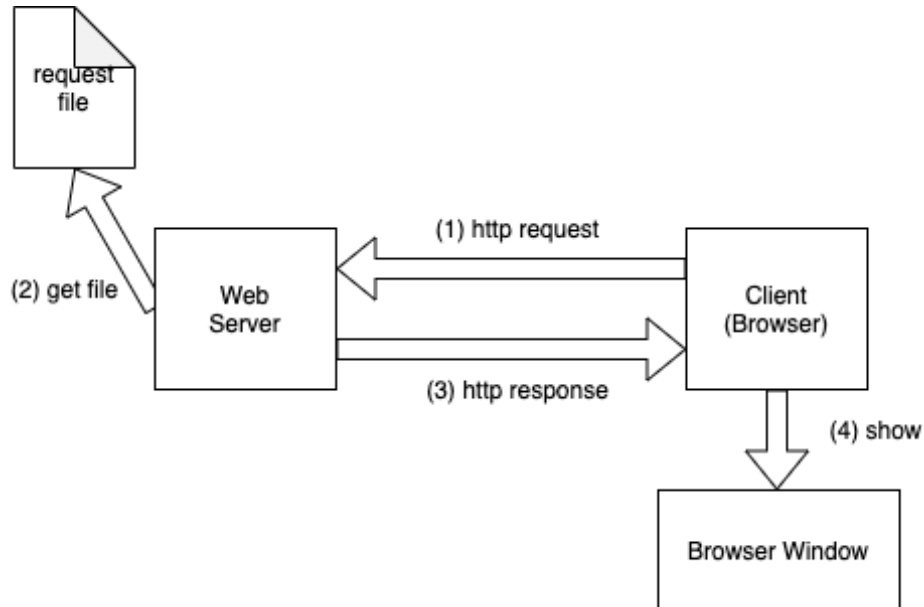 request
file
(1) http request
(2) get file
Web
Server
Client
(Browser)
(3) http response
(4) show
Browser Window